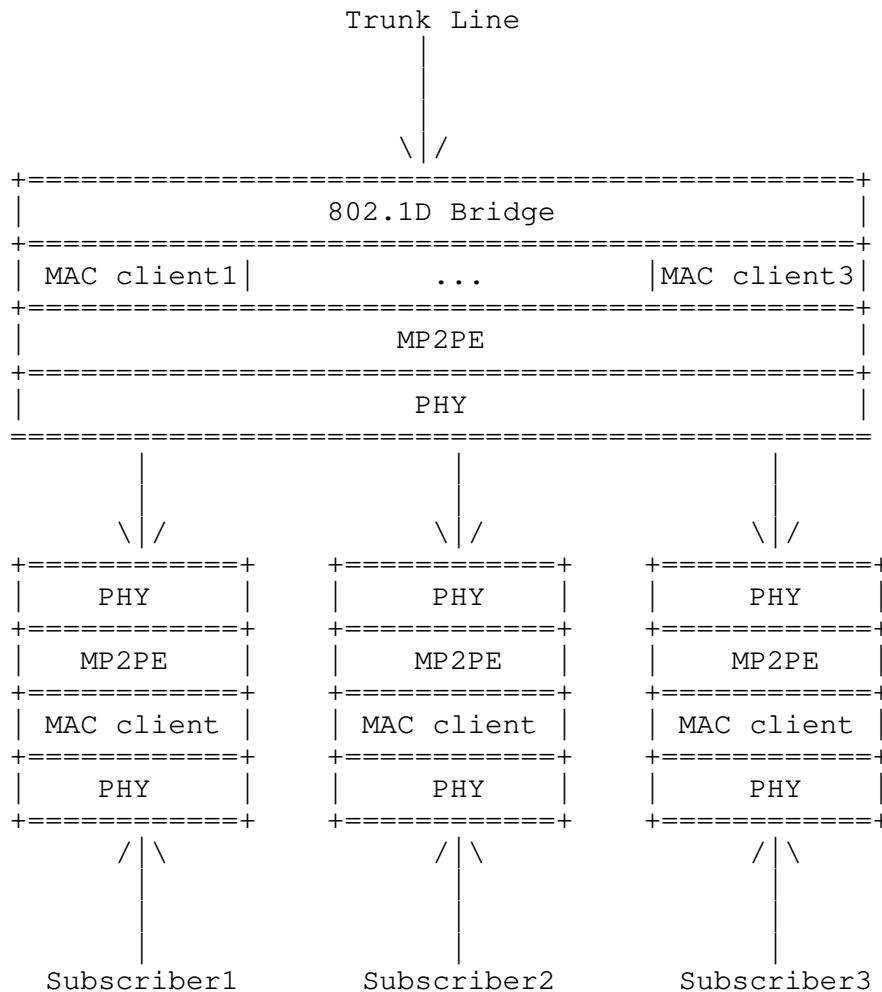 Trunk Line
802.1D Bridge
MAC client1 ... MAC client3
MP2PE
PHY
PHY PHY PHY
MP2PE MP2PE MP2PE
MAC client MAC client MAC client
PHY PHY PHY
Subscriber1 Subscriber2 Subscriber3